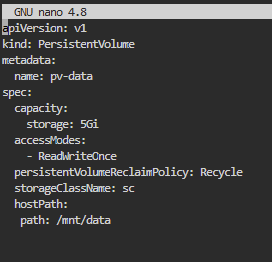 GNU nano 4.8
apiVersion: v1
kind: PersistentVolume
metadata:
  name: pv-data
spec:
  capacity:
    storage: 5Gi
  accessModes:
    - ReadWriteOnce
  persistentVolumeReclaimPolicy: Recycle
  storageClassName: sc
  hostPath:
   path: /mnt/data